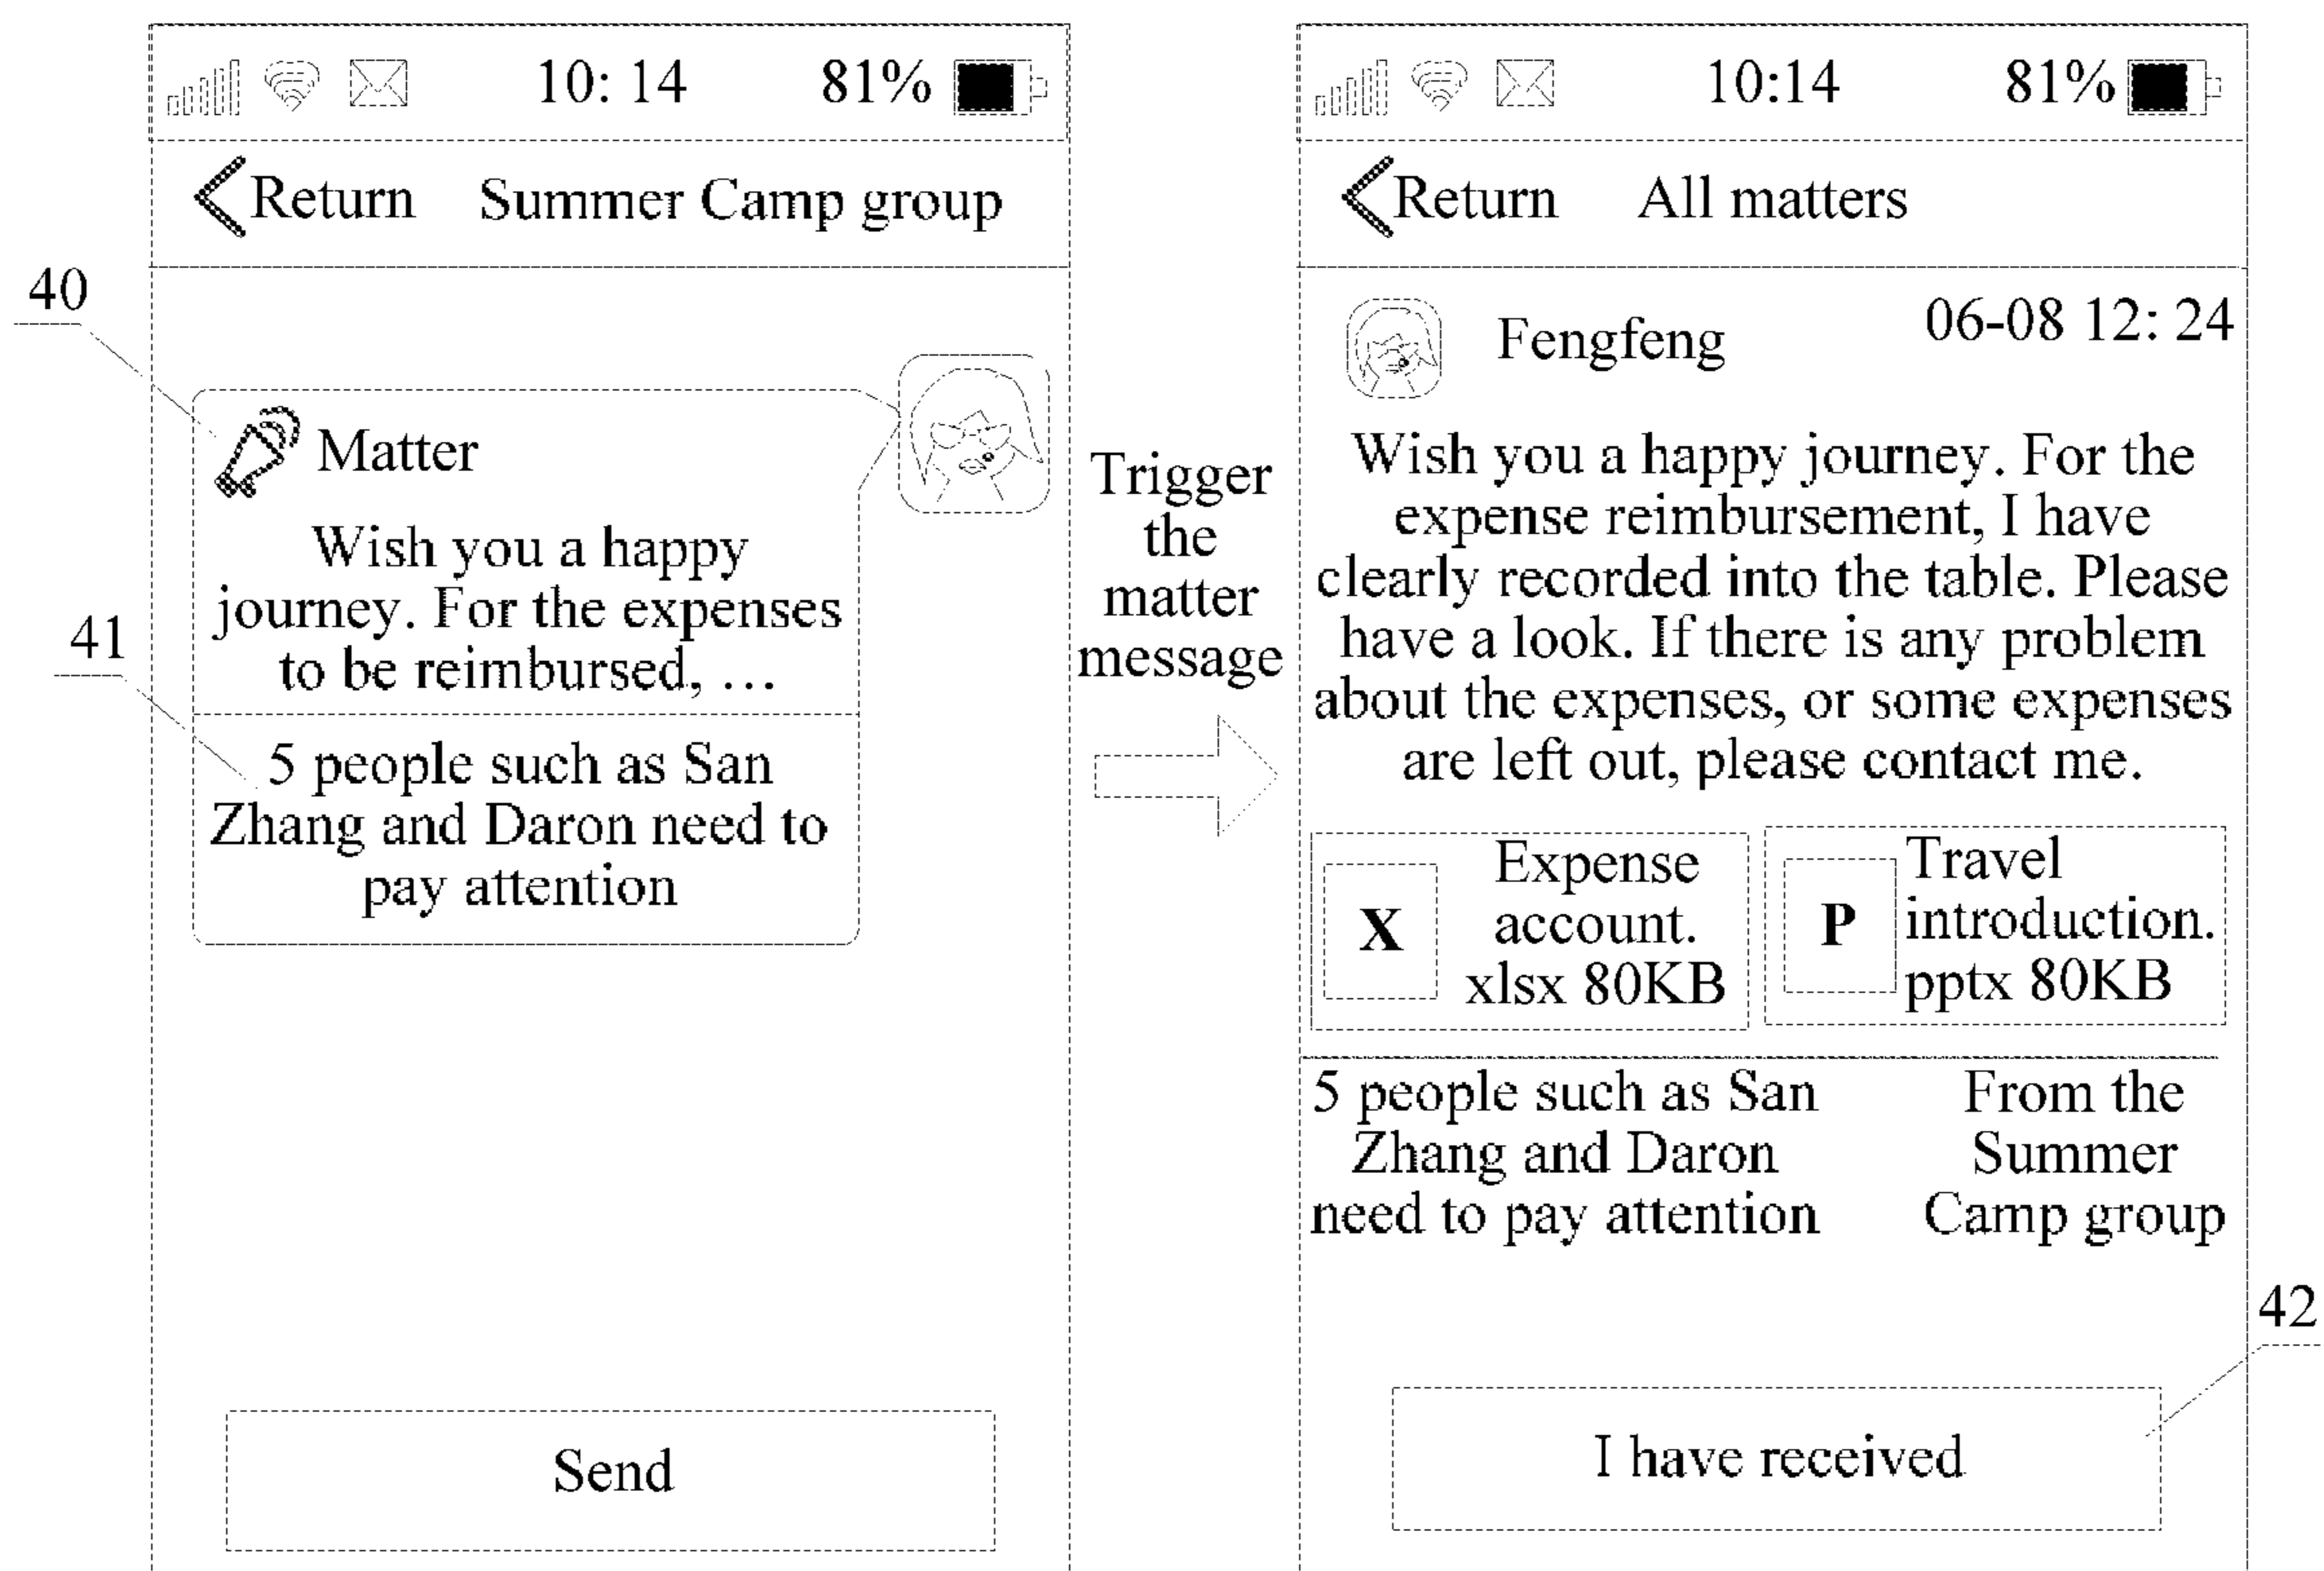 10: 14 81%
Return Summer Camp group
40
Matter
Wish you a happy
journey. For the expenses
to be reimbursed, …
41
5 people such as San
Zhang and Daron need to
pay attention
Send
Trigger
the
matter
message
10:14 81%
Return All matters
Fengfeng 06-08 12: 24
Wish you a happy journey. For the
expense reimbursement, I have
clearly recorded into the table. Please
have a look. If there is any problem
about the expenses, or some expenses
are left out, please contact me.
X
Expense
account.
xlsx 80KB
P
Travel
introduction.
pptx 80KB
5 people such as San
Zhang and Daron
need to pay attention
From the
Summer
Camp group
42
I have received